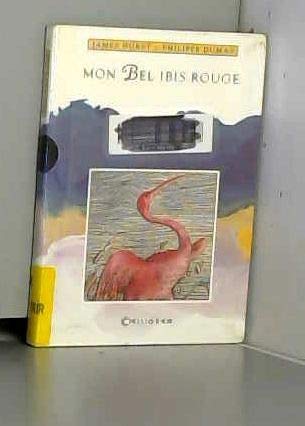 JAMES HURST – PHILIPPE DUMAS
MON BEL IBIS ROUGE